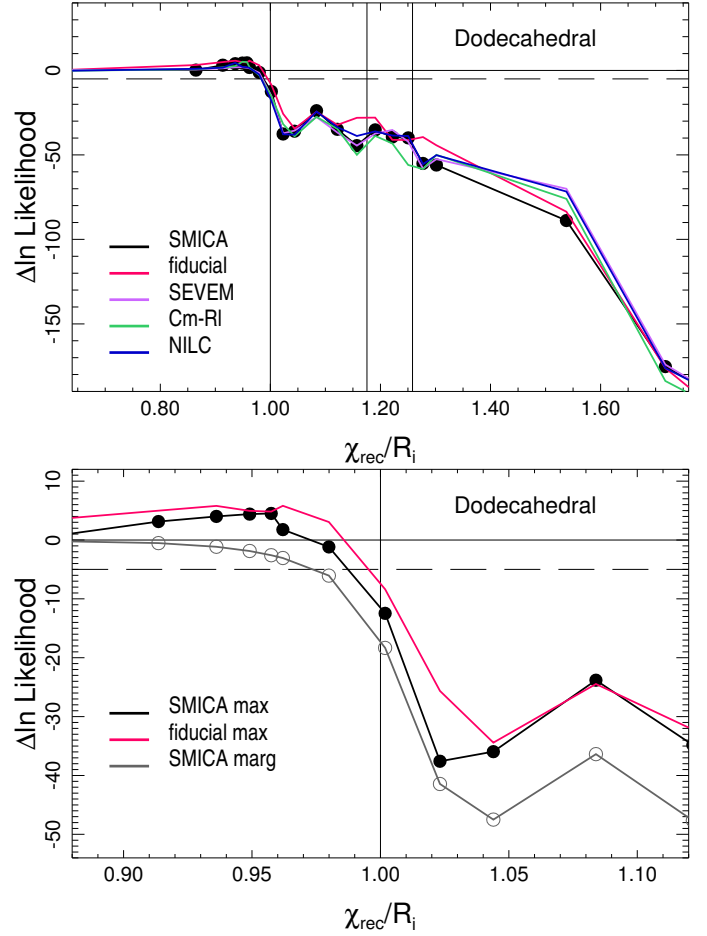 Dodecahedral
0
-50
-100
-150
Δln Likelihood
SMICA
fiducial
SEVEM
Cm-Rl
NILC
0.80 1.00 1.20 1.40 1.60
χrec/Ri
Dodecahedral
10
0
-10
-20
-30
-40
-50
Δln Likelihood
SMICA max
fiducial max
SMICA marg
0.90 0.95 1.00 1.05 1.10
χrec/Ri